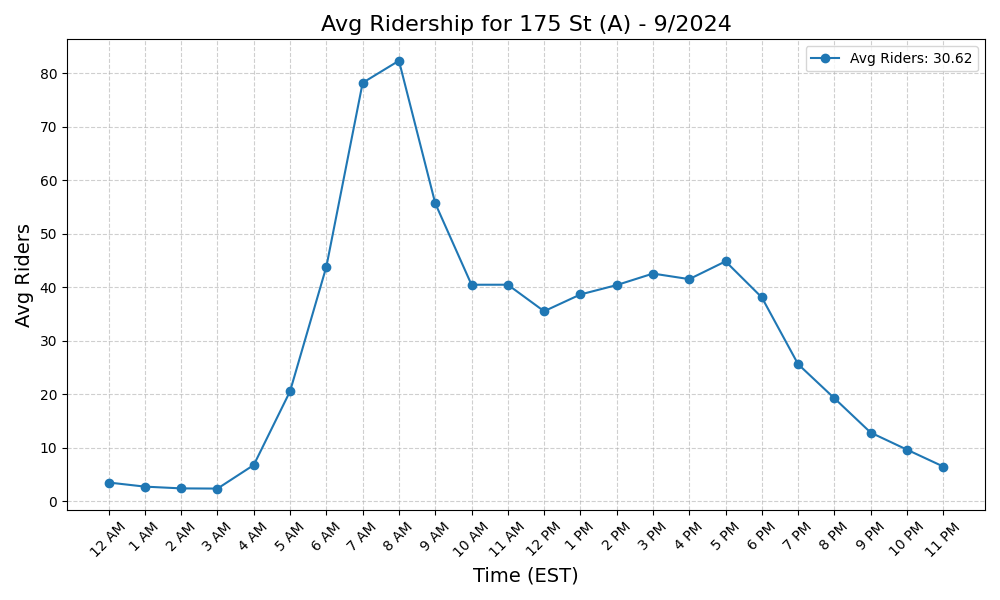 Avg Ridership for 175 St (A) - 9/2024
Avg Riders: 30.62
Avg Riders
80
70
60
50
40
30
20
10
0
12 AM
1 AM
2 AM
3 AM
4 AM
5 AM
6 AM
7 AM
8 AM
9 AM
10 AM
11 AM
12 PM
1 PM
2 PM
3 PM
4 PM
5 PM
6 PM
7 PM
8 PM
9 PM
10 PM
11 PM
Time (EST)